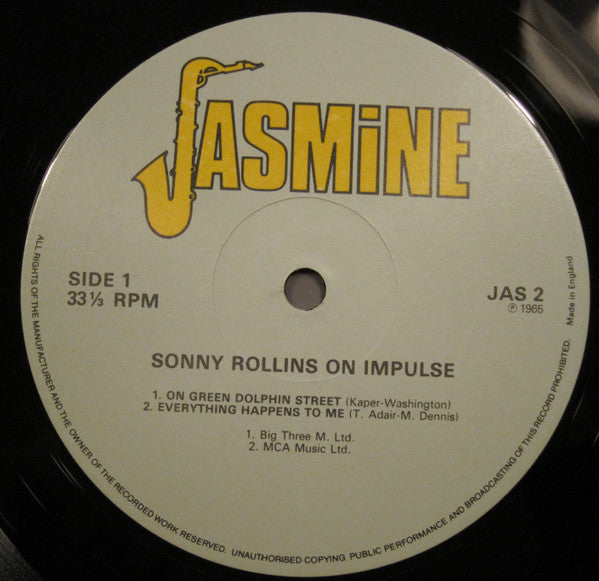 JASMiNE
SIDE 1
33⅓ RPM
JAS 2
℗ 1965
Made in England
SONNY ROLLINS ON IMPULSE
1. ON GREEN DOLPHIN STREET (Kaper-Washington)
2. EVERYTHING HAPPENS TO ME (T. Adair-M. Dennis)
1. Big Three M. Ltd.
2. MCA Music Ltd.
ALL RIGHTS OF THE MANUFACTURER AND THE OWNER OF THE RECORDED WORK RESERVED. UNAUTHORISED COPYING PUBLIC PERFORMANCE AND BROADCASTING OF THIS RECORD PROHIBITED.